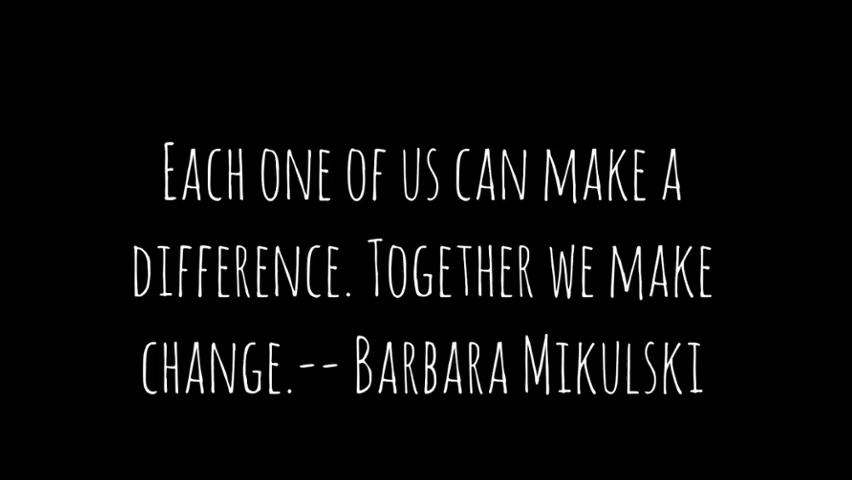 Each one of us can make a
difference. Together we make
change.-- Barbara Mikulski